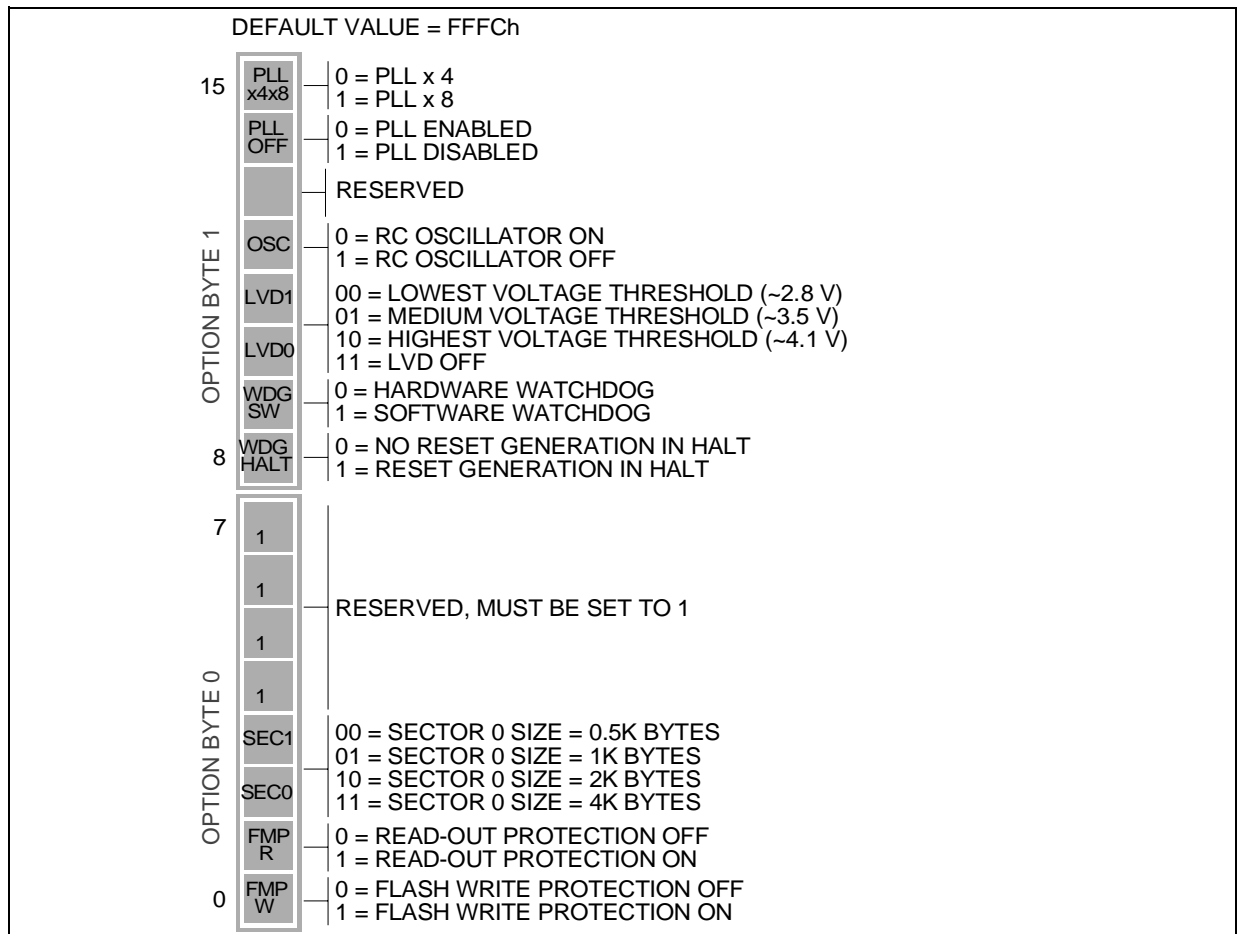 DEFAULT VALUE = FFFCh
15
PLL
x4x8
0 = PLL x 4
1 = PLL x 8
PLL
OFF
0 = PLL ENABLED
1 = PLL DISABLED
RESERVED
OPTION BYTE 1
OSC
0 = RC OSCILLATOR ON
1 = RC OSCILLATOR OFF
LVD1
LVD0
00 = LOWEST VOLTAGE THRESHOLD (~2.8 V)
01 = MEDIUM VOLTAGE THRESHOLD (~3.5 V)
10 = HIGHEST VOLTAGE THRESHOLD (~4.1 V)
11 = LVD OFF
WDG
SW
0 = HARDWARE WATCHDOG
1 = SOFTWARE WATCHDOG
8
WDG
HALT
0 = NO RESET GENERATION IN HALT
1 = RESET GENERATION IN HALT
7
1
1
1
1
RESERVED, MUST BE SET TO 1
OPTION BYTE 0
SEC1
SEC0
00 = SECTOR 0 SIZE = 0.5K BYTES
01 = SECTOR 0 SIZE = 1K BYTES
10 = SECTOR 0 SIZE = 2K BYTES
11 = SECTOR 0 SIZE = 4K BYTES
FMP
R
0 = READ-OUT PROTECTION OFF
1 = READ-OUT PROTECTION ON
0
FMP
W
0 = FLASH WRITE PROTECTION OFF
1 = FLASH WRITE PROTECTION ON